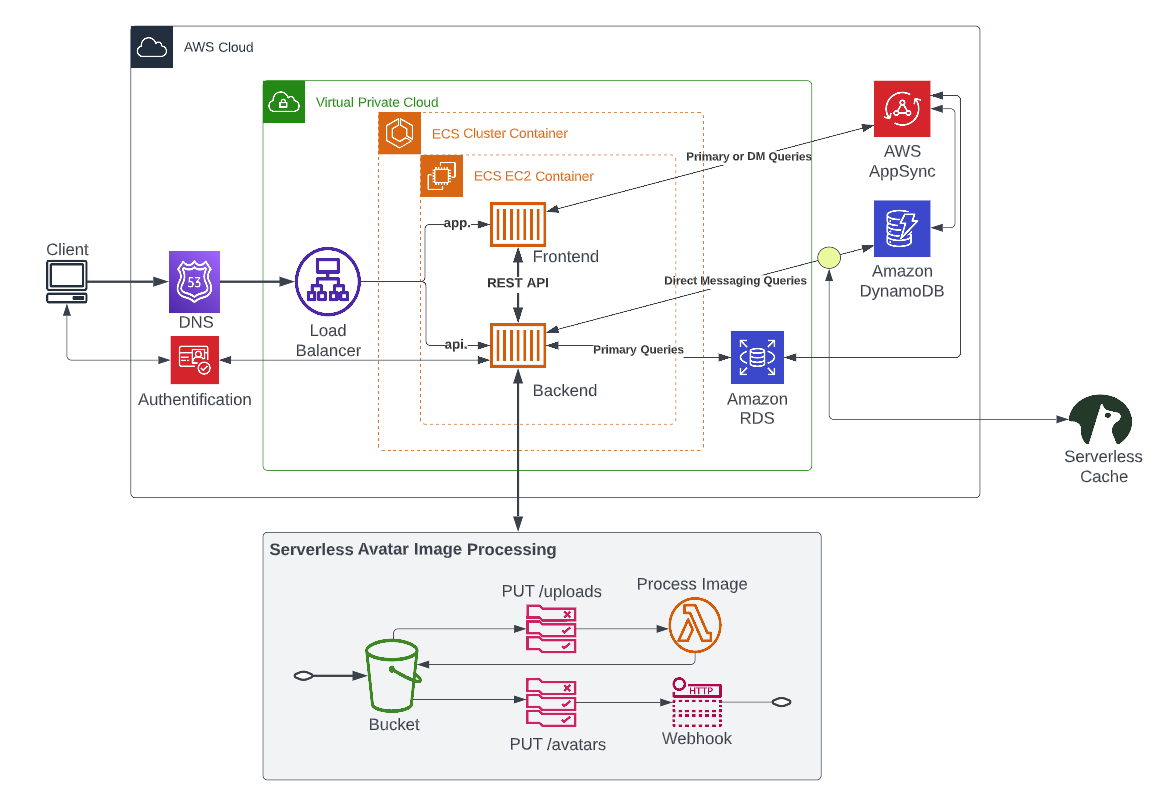 AWS Cloud
Virtual Private Cloud
ECS Cluster Container
Primary or DM Queries
AWS
AppSync
ECS EC2 Container
app.
Frontend
Client
53
DNS
Load
Balancer
REST API
Direct Messaging Queries
Amazon
DynamoDB
api.
Backend
Primary Queries
Amazon
RDS
Authentification
Serverless
Cache
Serverless Avatar Image Processing
PUT /uploads
Process Image
Bucket
PUT /avatars
HTTP
Webhook